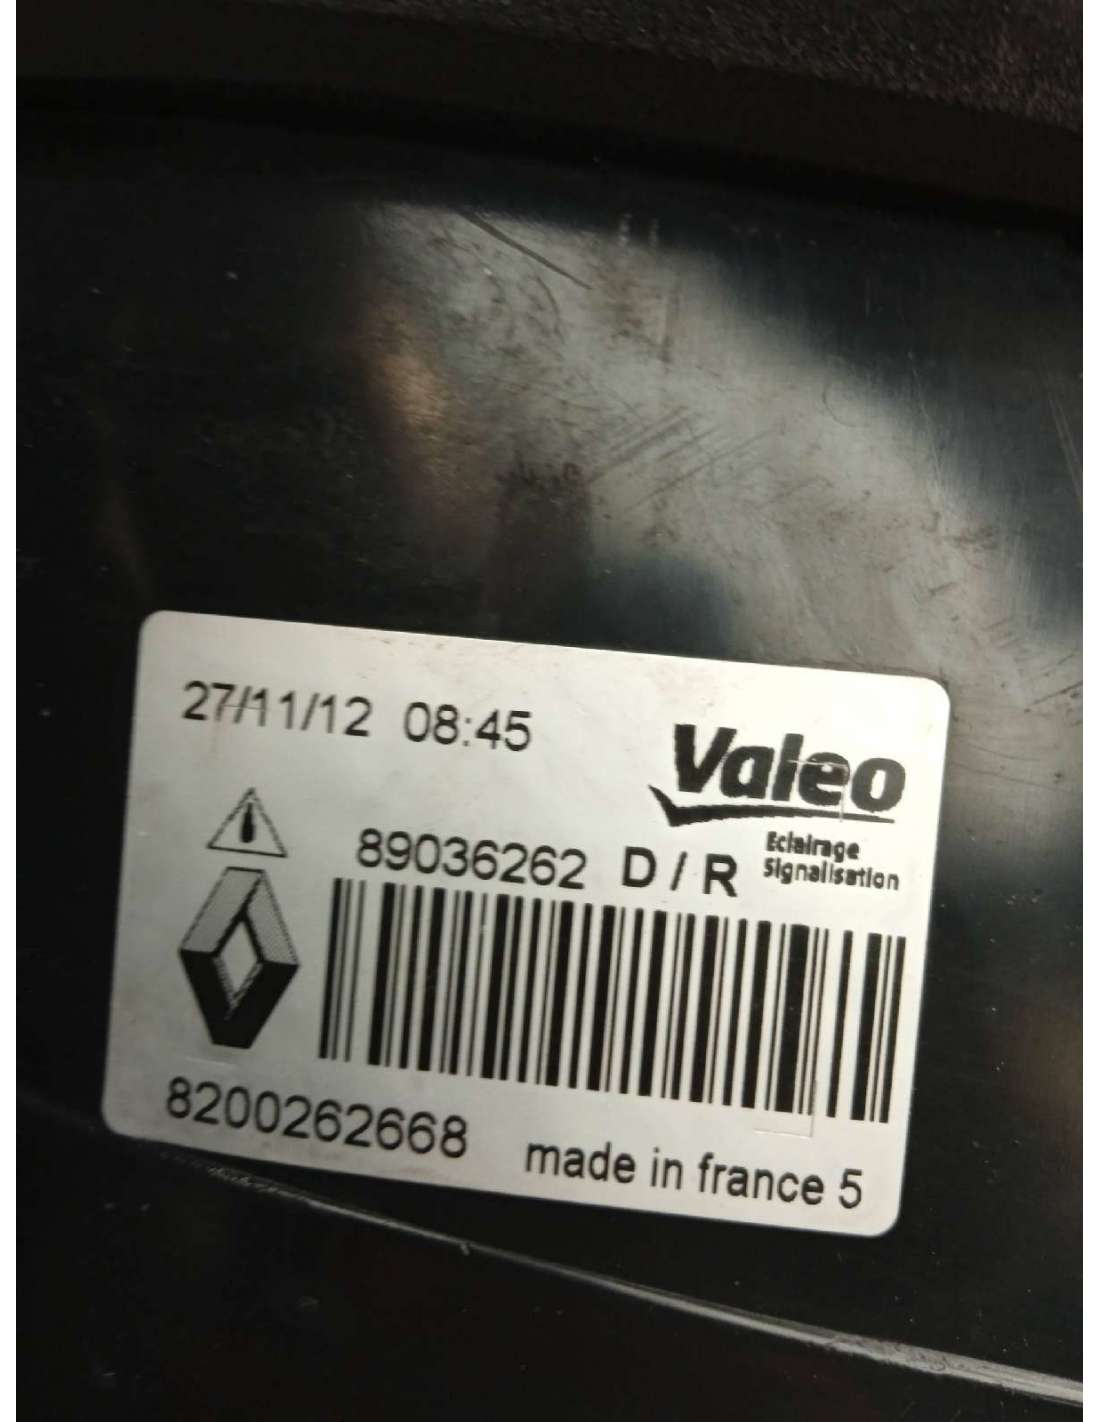 27/11/12 08:45
Valeo
Eclairage
Signalisation
89036262 D / R
8200262668
made in france 5